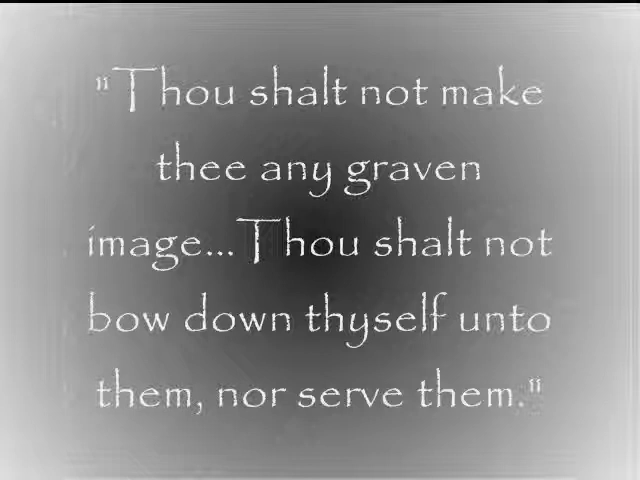 "Thou shalt not make
thee any graven
image...Thou shalt not
bow down thyself unto
them, nor serve them."